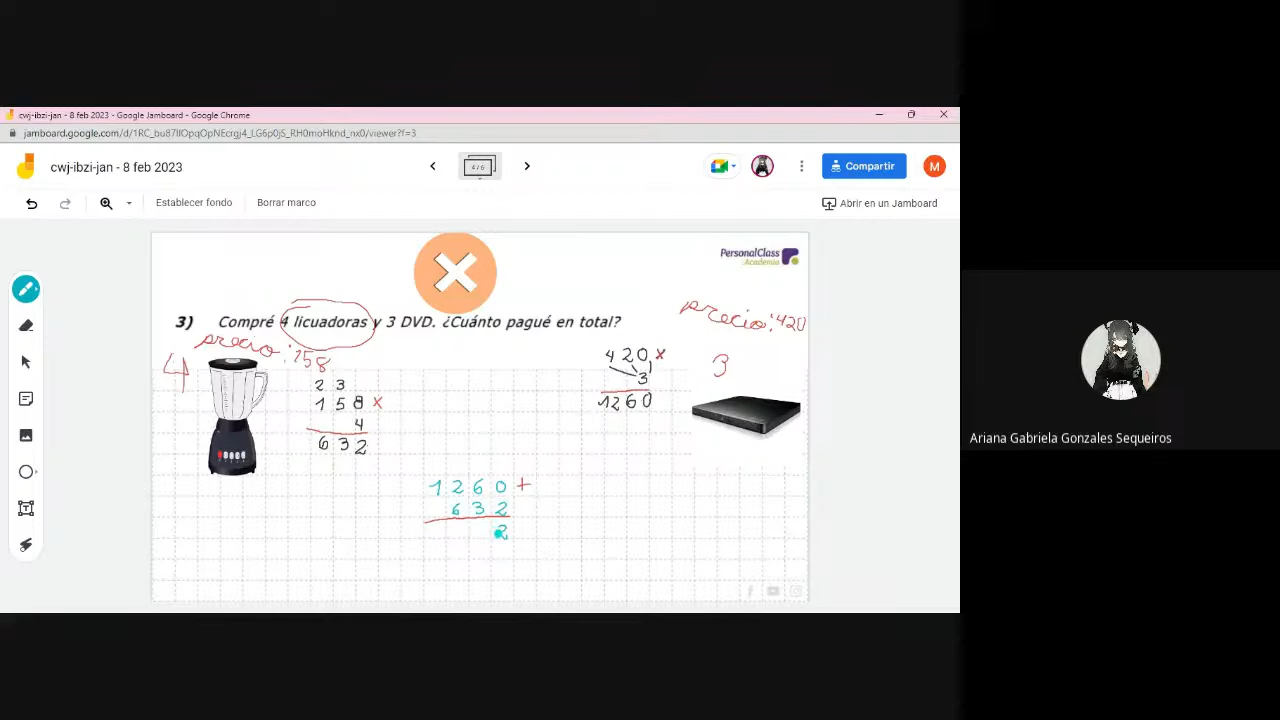 cwj-ibzi-jan - 8 feb 2023 - Google Jamboard - Google Chrome
cwj-ibzi-jan - 8 feb 2023
4 / 6
Compartir
M
Establecer fondo
Borrar marco
Abrir en un Jamboard
PersonalClass
Academia
3) Compré 4 licuadoras y 3 DVD. ¿Cuánto pagué en total?
precio: 158
precio: 420
4
3
2 3
1 5 8 x
4
6 3 2
4 2 0 x
3
1260
1 2 6 0 +
6 3 2
2
Ariana Gabriela Gonzales Sequeiros